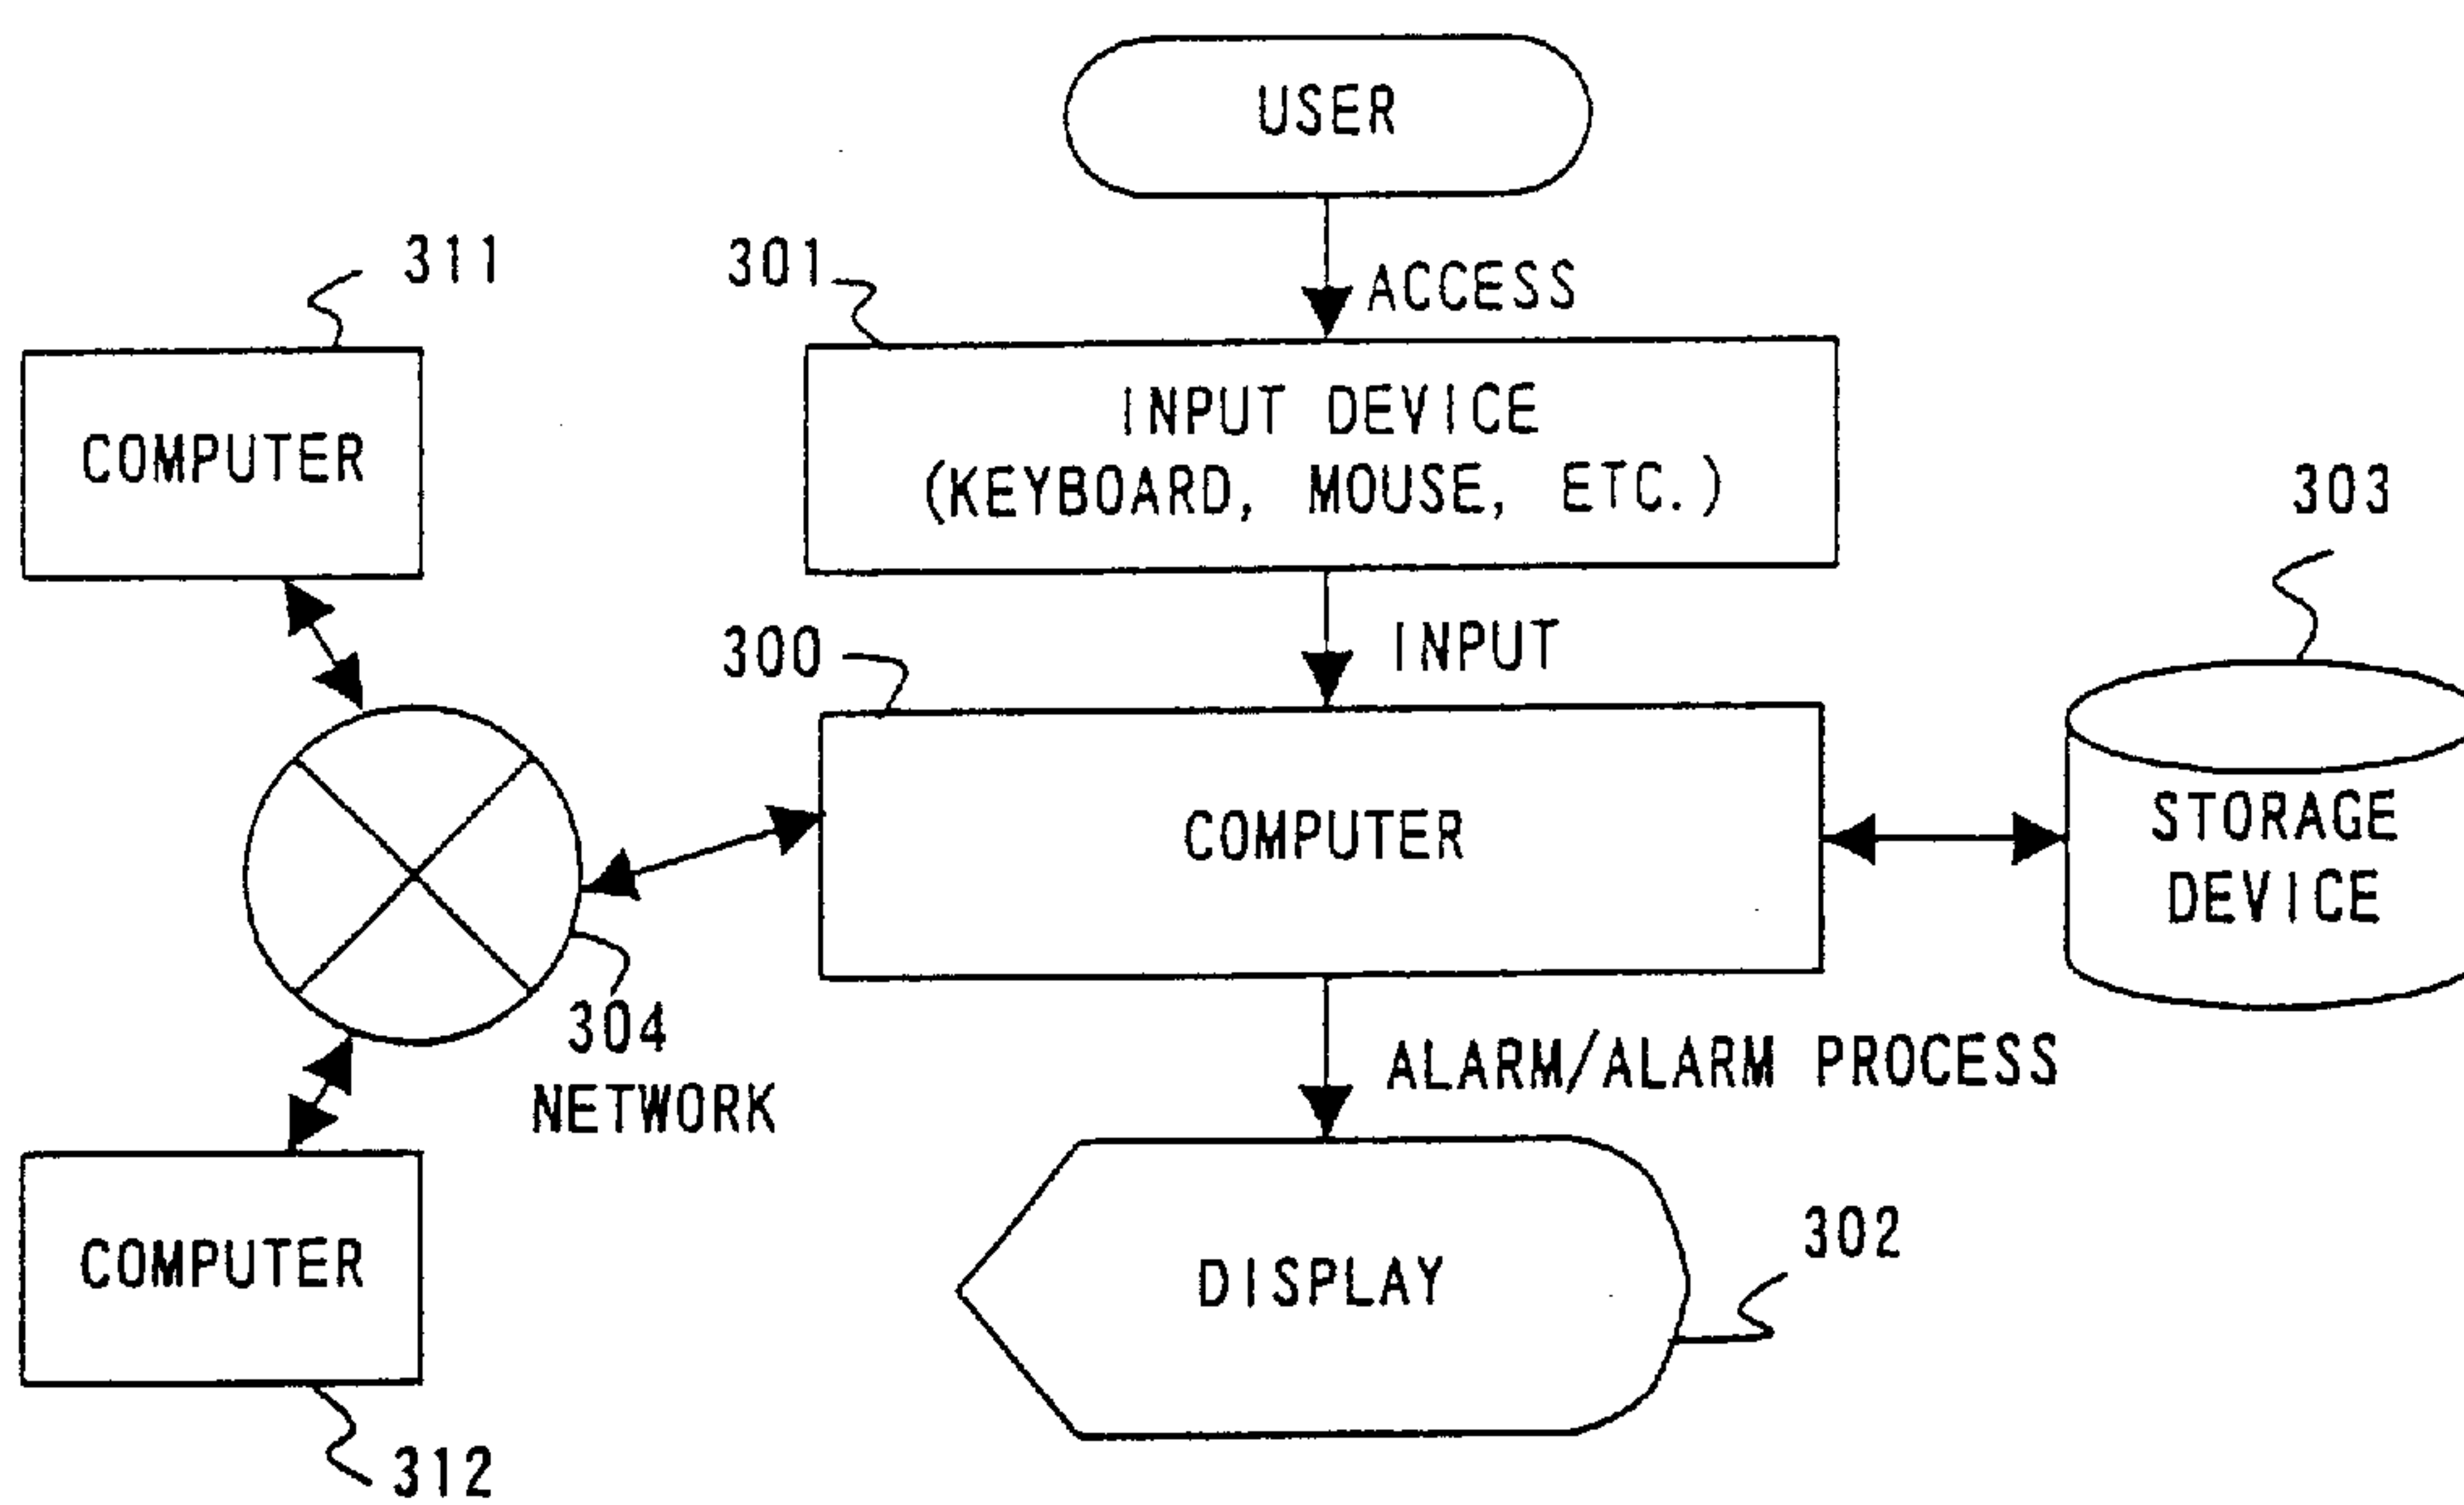 USER
311
301
ACCESS
COMPUTER
INPUT DEVICE
(KEYBOARD, MOUSE, ETC.)
303
300
INPUT
COMPUTER
STORAGE
DEVICE
304
NETWORK
ALARM/ALARM PROCESS
COMPUTER
DISPLAY
302
312